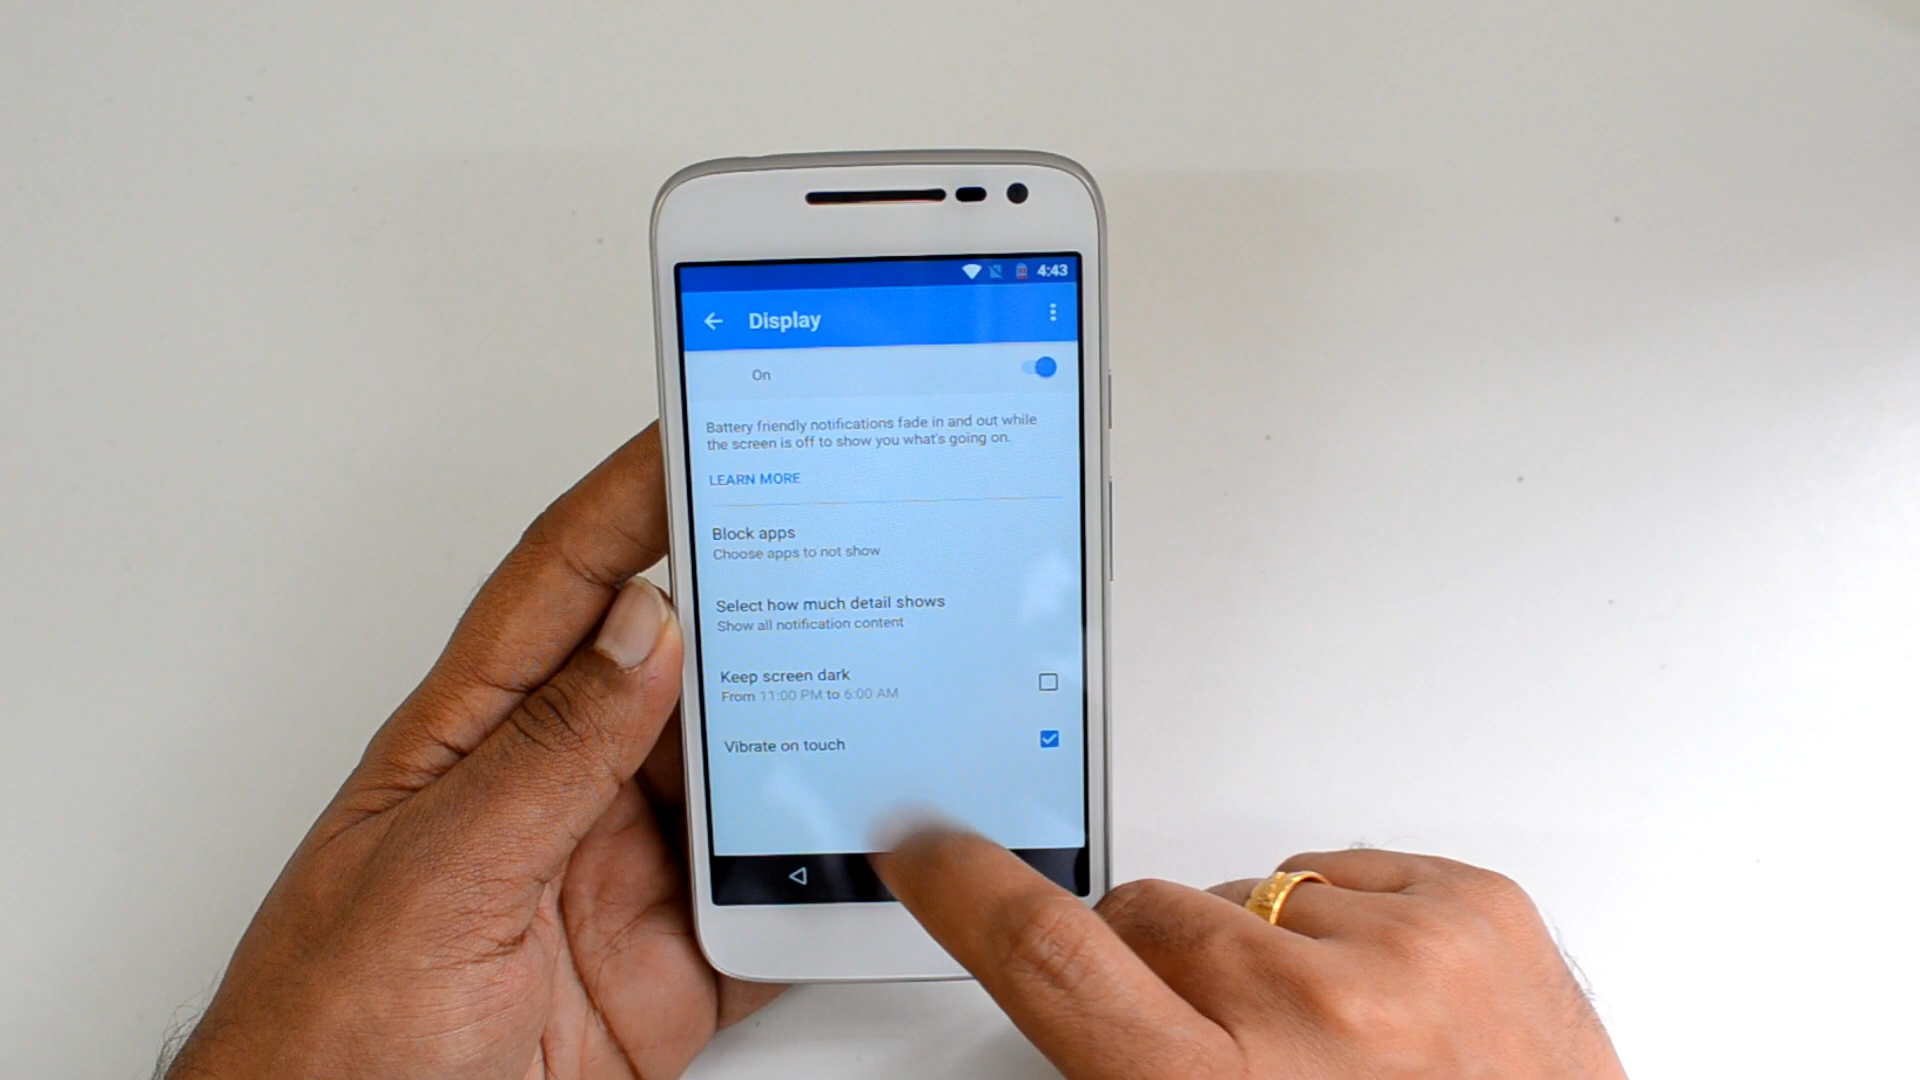 4:43
Display
On
Battery friendly notifications fade in and out while
the screen is off to show you what's going on.
LEARN MORE
Block apps
Choose apps to not show
Select how much detail shows
Show all notification content
Keep screen dark
From 11:00 PM to 6:00 AM
Vibrate on touch